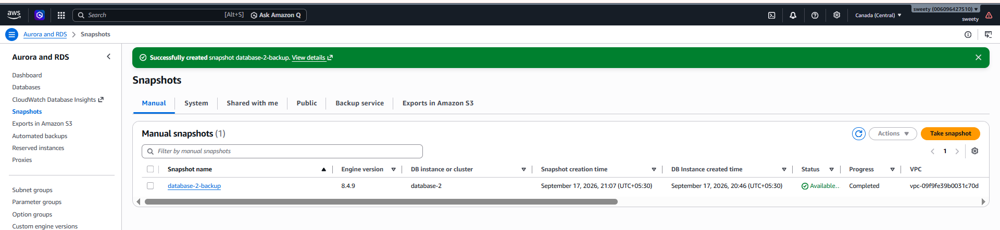 aws
Search [Alt+S] Ask Amazon Q
Canada (Central)
sweety (006096427510)
sweety
Aurora and RDS > Snapshots
Aurora and RDS
Dashboard
Databases
CloudWatch Database Insights
Snapshots
Exports in Amazon S3
Automated backups
Reserved instances
Proxies
Subnet groups
Parameter groups
Option groups
Custom engine versions
Successfully created snapshot database-2-backup. View details
Snapshots
Manual System Shared with me Public Backup service Exports in Amazon S3
Manual snapshots (1)
Actions Take snapshot
Filter by manual snapshots
1
Snapshot name Engine version DB instance or cluster Snapshot creation time DB Instance created time Status Progress VPC
database-2-backup 8.4.9 database-2 September 17, 2026, 21:07 (UTC+05:30) September 17, 2026, 20:46 (UTC+05:30) Available... Completed vpc-09f9fe39b0031c70d